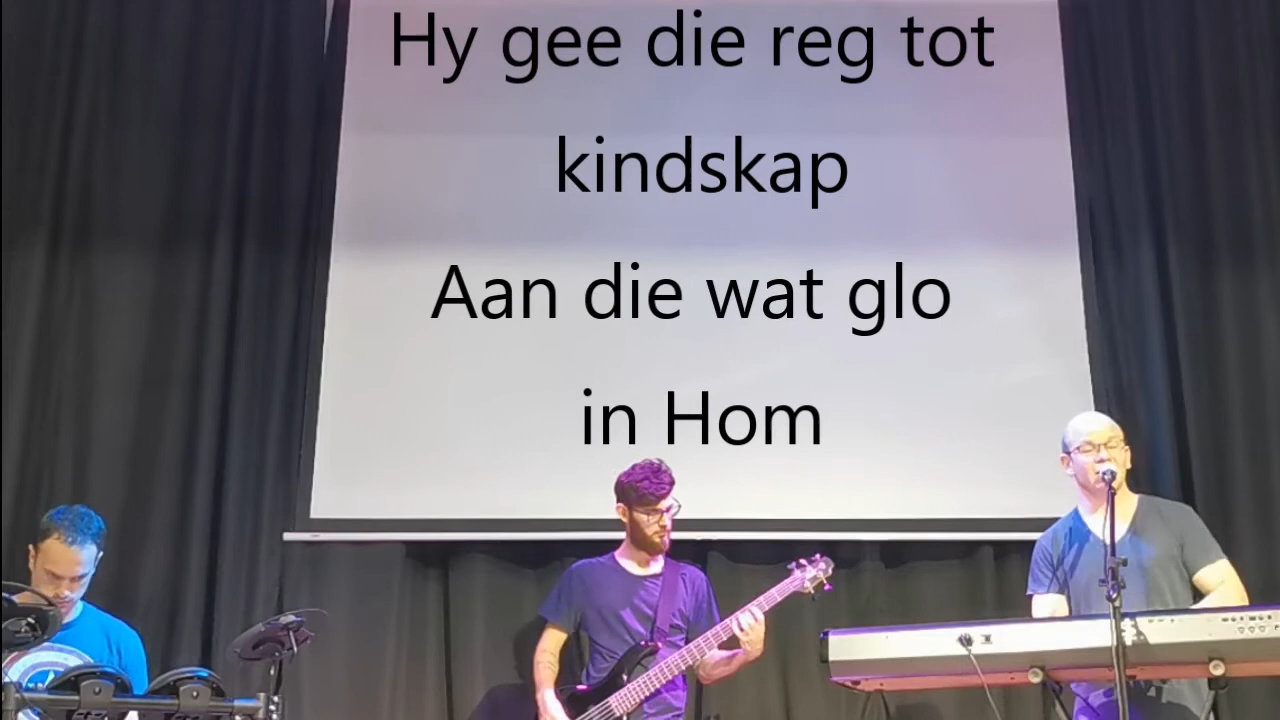 Hy gee die reg tot
kindskap
Aan die wat glo
in Hom